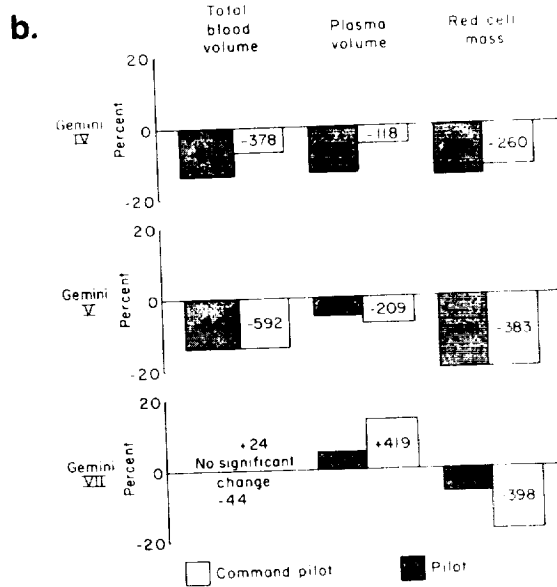 b.
Total blood volume
Plasma volume
Red cell mass
Gemini IV
Percent
20
0
-20
-378
-118
-260
Gemini V
Percent
20
0
-20
-592
-209
-383
Gemini VII
Percent
20
0
-20
+24
No significant
change
-44
+419
-398
Command pilot
Pilot